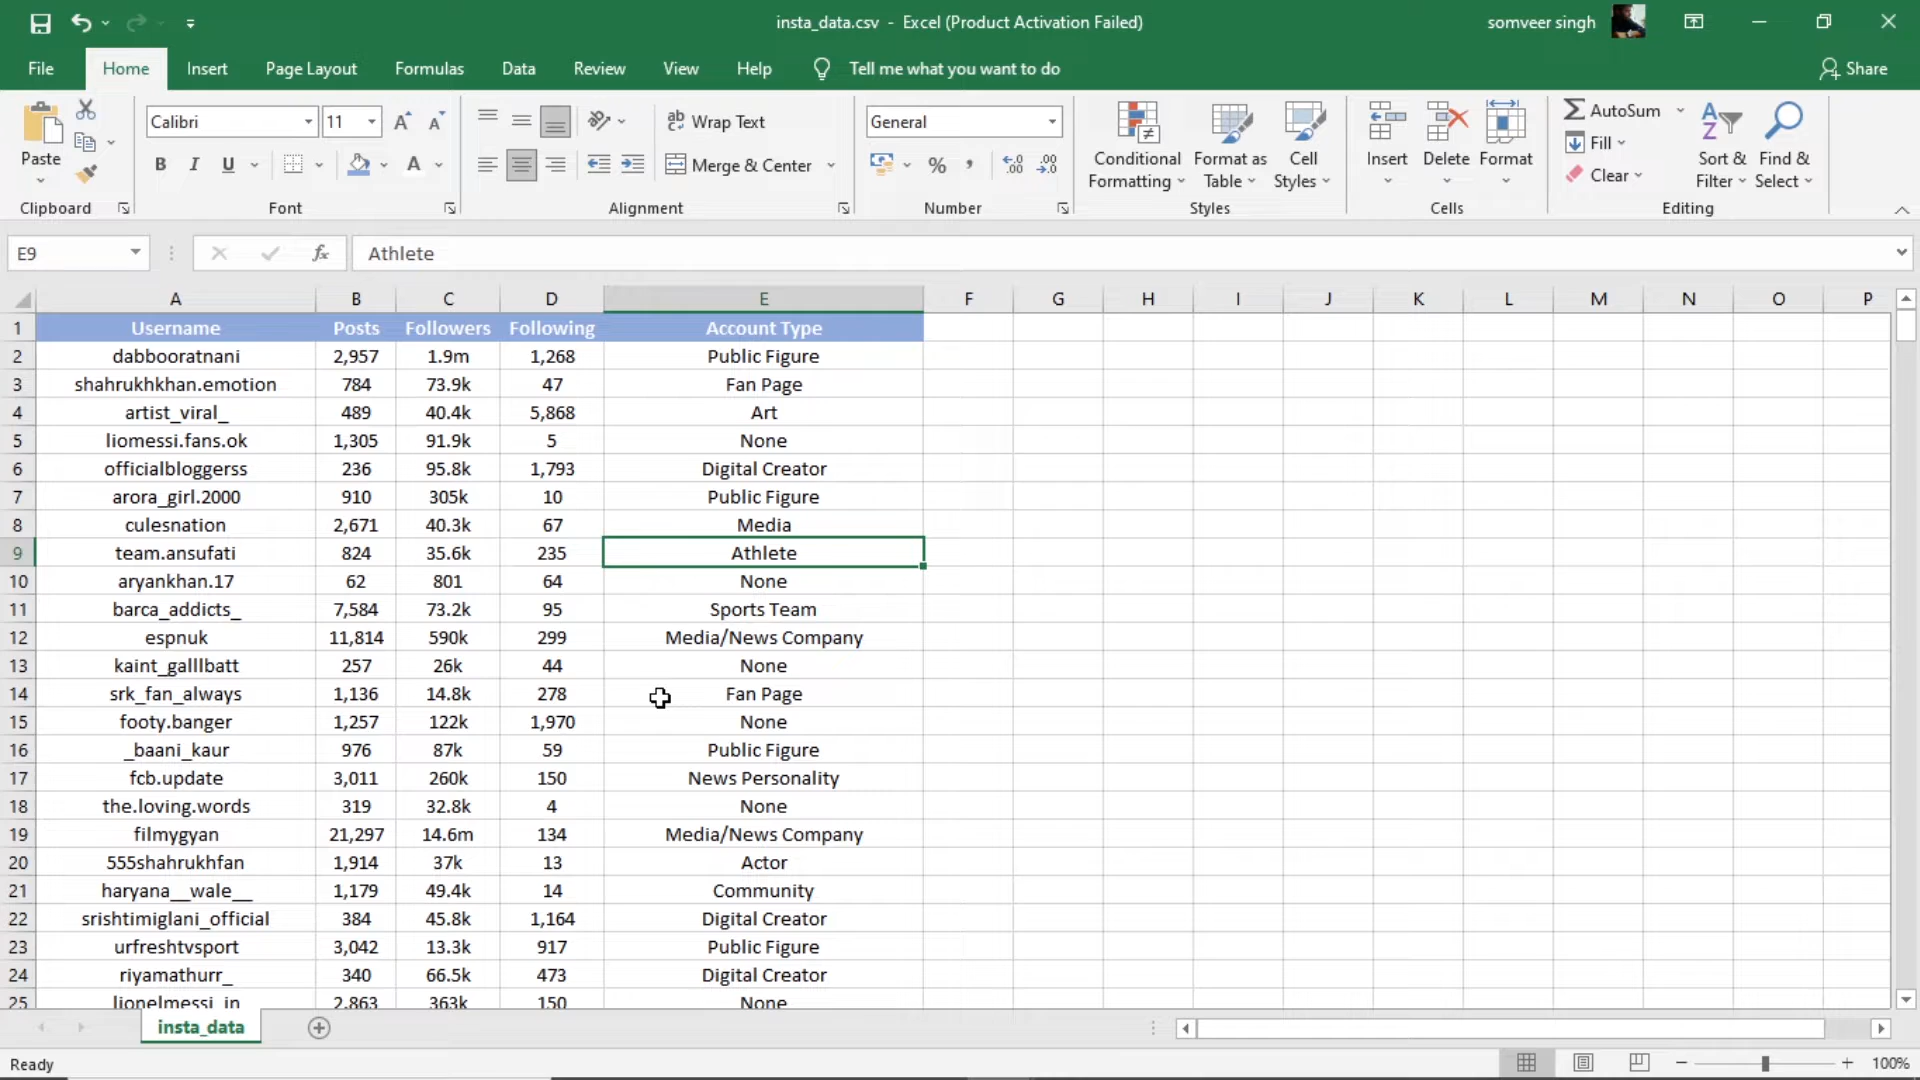 insta_data.csv - Excel (Product Activation Failed)
somveer singh
File Home Insert Page Layout Formulas Data Review View Help Tell me what you want to do Share
Calibri 11 Wrap Text General AutoSum
Paste Merge & Center Conditional Formatting Format as Table Cell Styles Insert Delete Format Fill Clear Sort & Filter Find & Select
Clipboard Font Alignment Number Styles Cells Editing
E9 fx Athlete
A B C D E F G H I J K L M N O P
1 Username Posts Followers Following Account Type
2 dabbooratnani 2,957 1.9m 1,268 Public Figure
3 shahrukhkhan.emotion 784 73.9k 47 Fan Page
4 artist_viral_ 489 40.4k 5,868 Art
5 liomessi.fans.ok 1,305 91.9k 5 None
6 officialbloggerss 236 95.8k 1,793 Digital Creator
7 arora_girl.2000 910 305k 10 Public Figure
8 culesnation 2,671 40.3k 67 Media
9 team.ansufati 824 35.6k 235 Athlete
10 aryankhan.17 62 801 64 None
11 barca_addicts_ 7,584 73.2k 95 Sports Team
12 espnuk 11,814 590k 299 Media/News Company
13 kaint_galllbatt 257 26k 44 None
14 srk_fan_always 1,136 14.8k 278 Fan Page
15 footy.banger 1,257 122k 1,970 None
16 _baani_kaur 976 87k 59 Public Figure
17 fcb.update 3,011 260k 150 News Personality
18 the.loving.words 319 32.8k 4 None
19 filmygyan 21,297 14.6m 134 Media/News Company
20 555shahrukhfan 1,914 37k 13 Actor
21 haryana__wale__ 1,179 49.4k 14 Community
22 srishtimiglani_official 384 45.8k 1,164 Digital Creator
23 urfreshtvsport 3,042 13.3k 917 Public Figure
24 riyamathurr_ 340 66.5k 473 Digital Creator
25 lionelmessi_in 2,863 363k 150 None
insta_data
Ready 100%